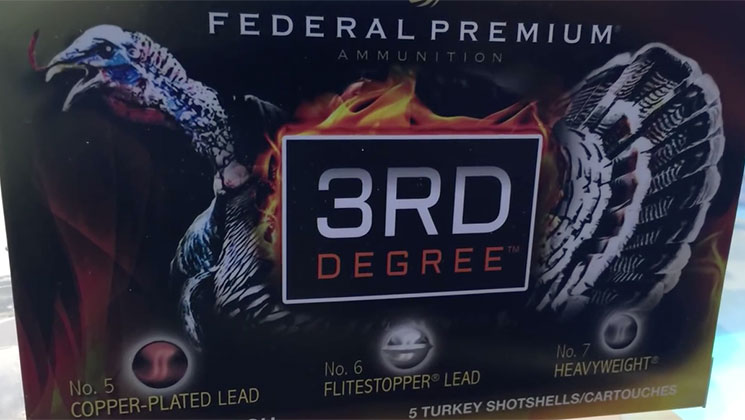 FEDERAL PREMIUM®
AMMUNITION
3RD
DEGREE™
No. 5
COPPER-PLATED LEAD
No. 6
FLITESTOPPER® LEAD
No. 7
HEAVYWEIGHT®
5 TURKEY SHOTSHELLS/CARTOUCHES